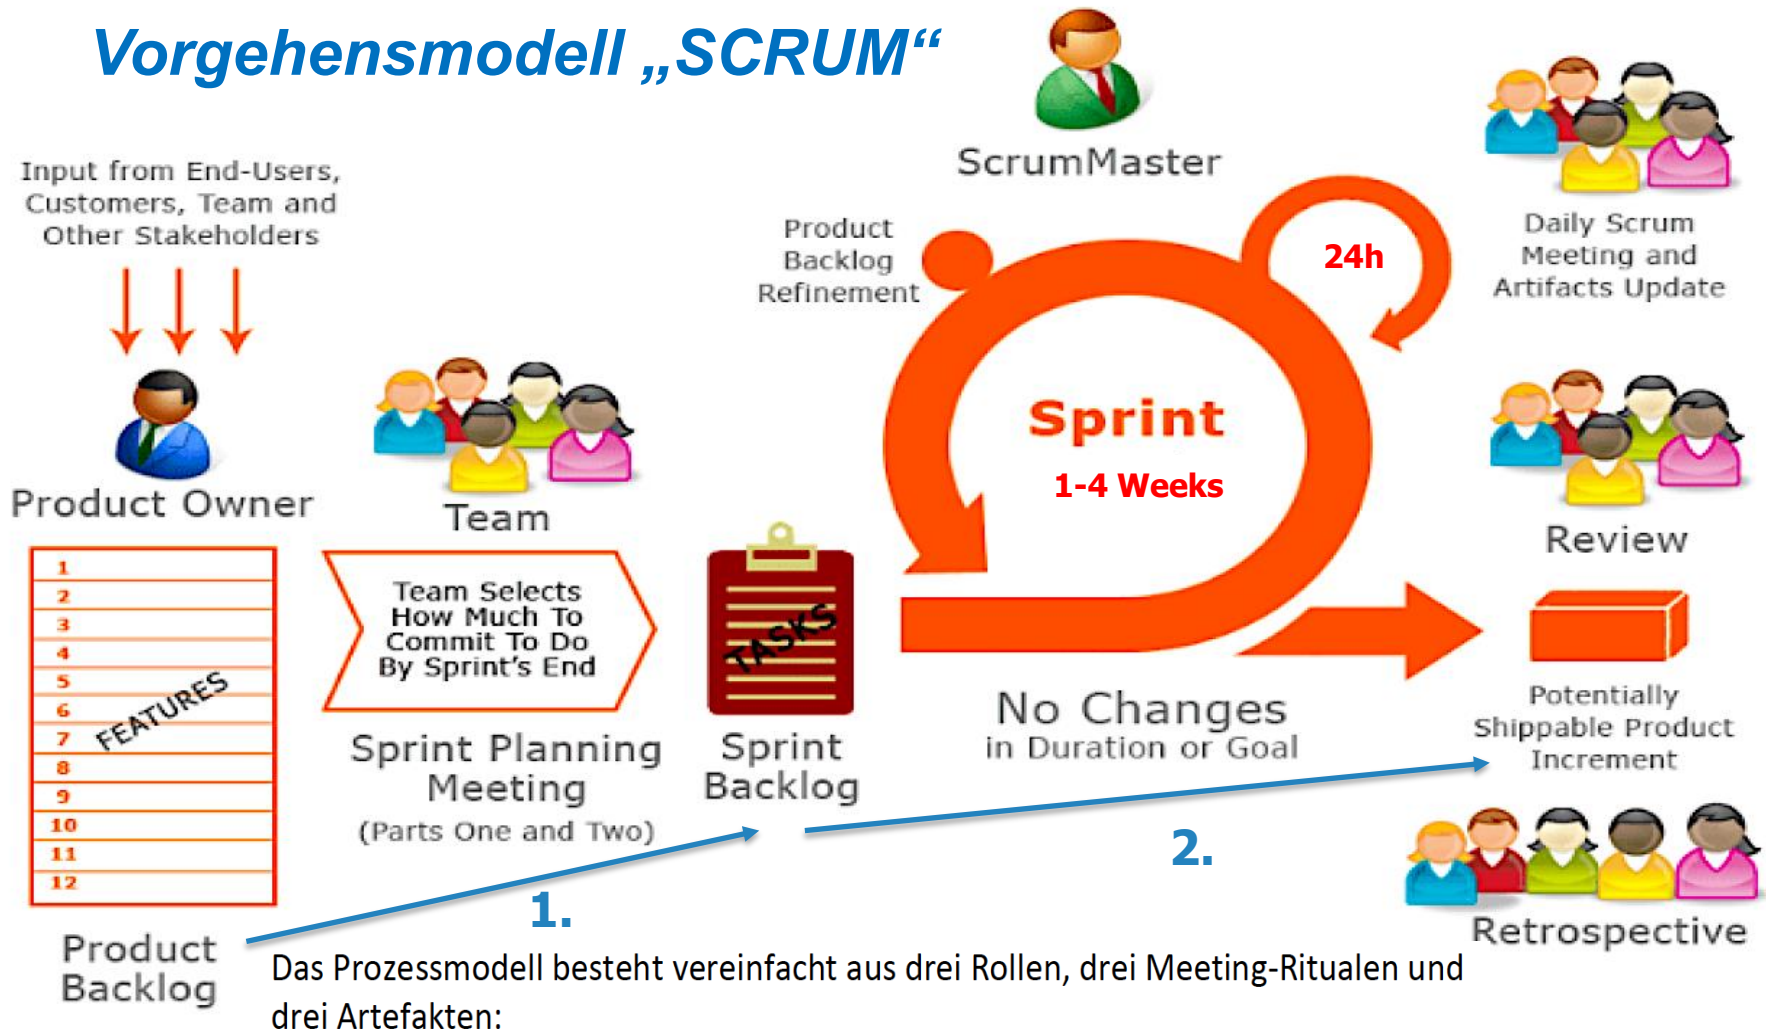 Vorgehensmodell „SCRUM“
Input from End-Users,
Customers, Team and
Other Stakeholders
Product Owner
1
2
3
4
5
6
7
8
9
10
11
12
FEATURES
Product
Backlog
Team
Team Selects
How Much To
Commit To Do
By Sprint's End
Sprint Planning
Meeting
(Parts One and Two)
TASKS
Sprint
Backlog
ScrumMaster
Product
Backlog
Refinement
24h
Sprint
1-4 Weeks
No Changes
in Duration or Goal
Daily Scrum
Meeting and
Artifacts Update
Review
Potentially
Shippable Product
Increment
Retrospective
1.
2.
Das Prozessmodell besteht vereinfacht aus drei Rollen, drei Meeting-Ritualen und
drei Artefakten: